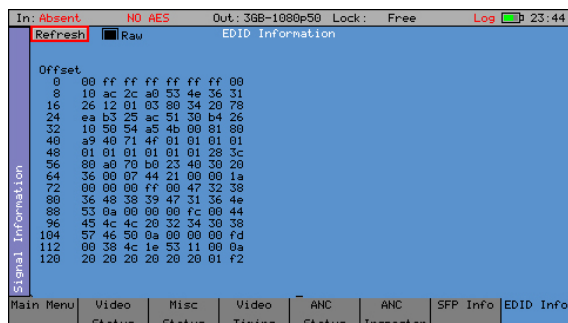 In: Absent NO AES Out: 3GB-1080p50 Lock: Free Log 23:44
Refresh Raw EDID Information
Offset
0 00 ff ff ff ff ff ff 00
8 10 ac 2c a0 53 4e 36 31
16 26 12 01 03 80 34 20 78
24 ea b3 25 ac 51 30 b4 26
32 10 50 54 a5 4b 00 81 80
40 a9 40 71 4f 01 01 01 01
48 01 01 01 01 01 01 28 3c
56 80 a0 70 b0 23 40 30 20
64 36 00 07 44 21 00 00 1a
72 00 00 00 ff 00 47 32 38
80 36 48 38 39 47 31 36 4e
88 53 0a 00 00 00 fc 00 44
96 45 4c 4c 20 32 34 30 38
104 57 46 50 0a 00 00 00 fd
112 00 38 4c 1e 53 11 00 0a
120 20 20 20 20 20 20 01 f2
Signal Information
Main Menu Video Misc Video ANC ANC SFP Info EDID Info
Status Status Timing Status Inspector